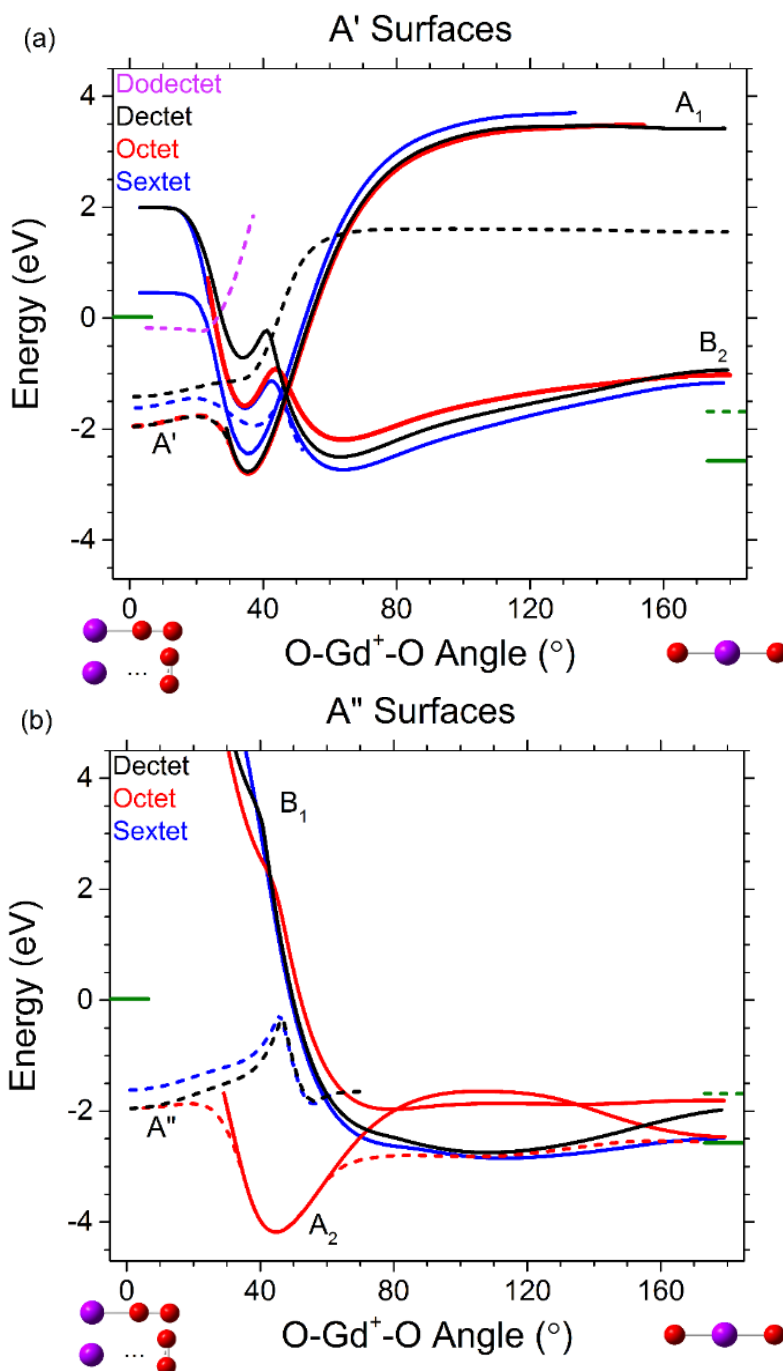 (a)
A' Surfaces
Dodectet
Dectet
Octet
Sextet
A₁
B₂
A'
Energy (eV)
4
2
0
-2
-4
0 40 80 120 160
...
O-Gd⁺-O Angle (°)
(b)
A" Surfaces
Dectet
Octet
Sextet
B₁
A"
A₂
Energy (eV)
4
2
0
-2
-4
0 40 80 120 160
...
O-Gd⁺-O Angle (°)